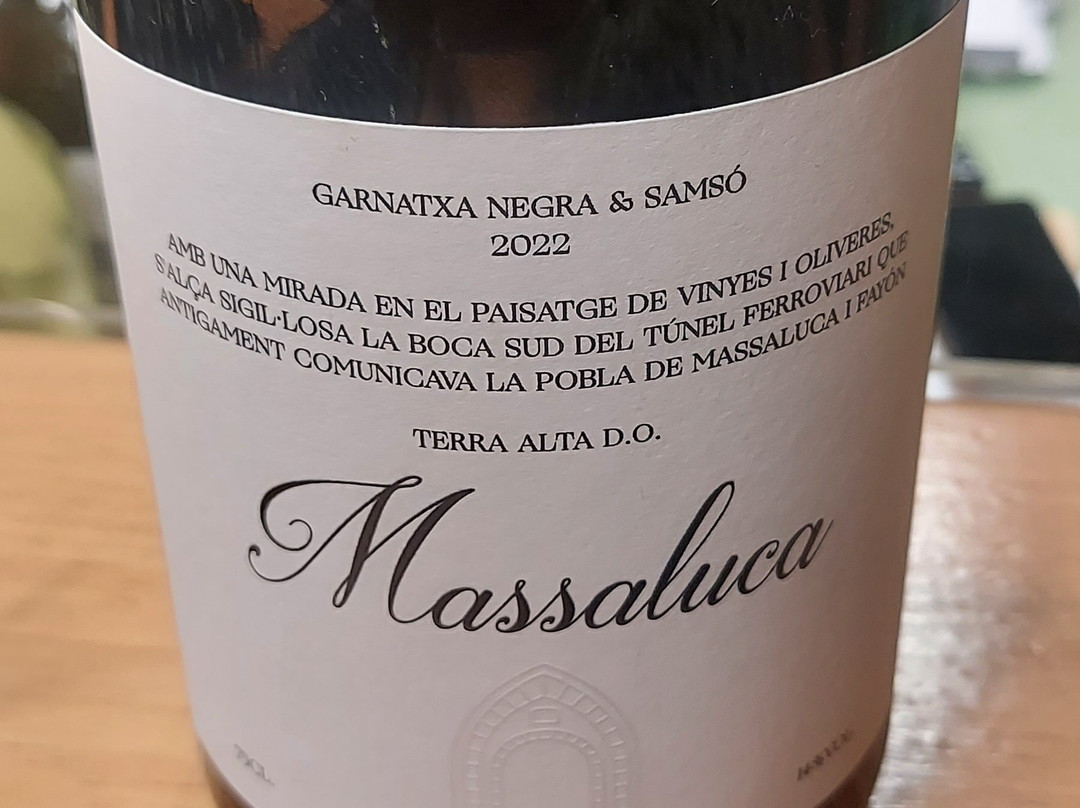 GARNATXA NEGRA & SAMSÓ
2022
AMB UNA MIRADA EN EL PAISATGE DE VINYES I OLIVERES,
S'ALÇA SIGIL·LOSA LA BOCA SUD DEL TÚNEL FERROVIARI QUE
ANTIGAMENT COMUNICAVA LA POBLA DE MASSALUCA I FAYÓN
TERRA ALTA D.O.
Massaluca
75CL.